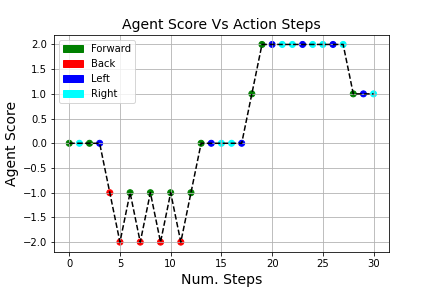 Agent Score Vs Action Steps
Forward
Back
Left
Right
Agent Score
2.0
1.5
1.0
0.5
0.0
−0.5
−1.0
−1.5
−2.0
0 5 10 15 20 25 30
Num. Steps